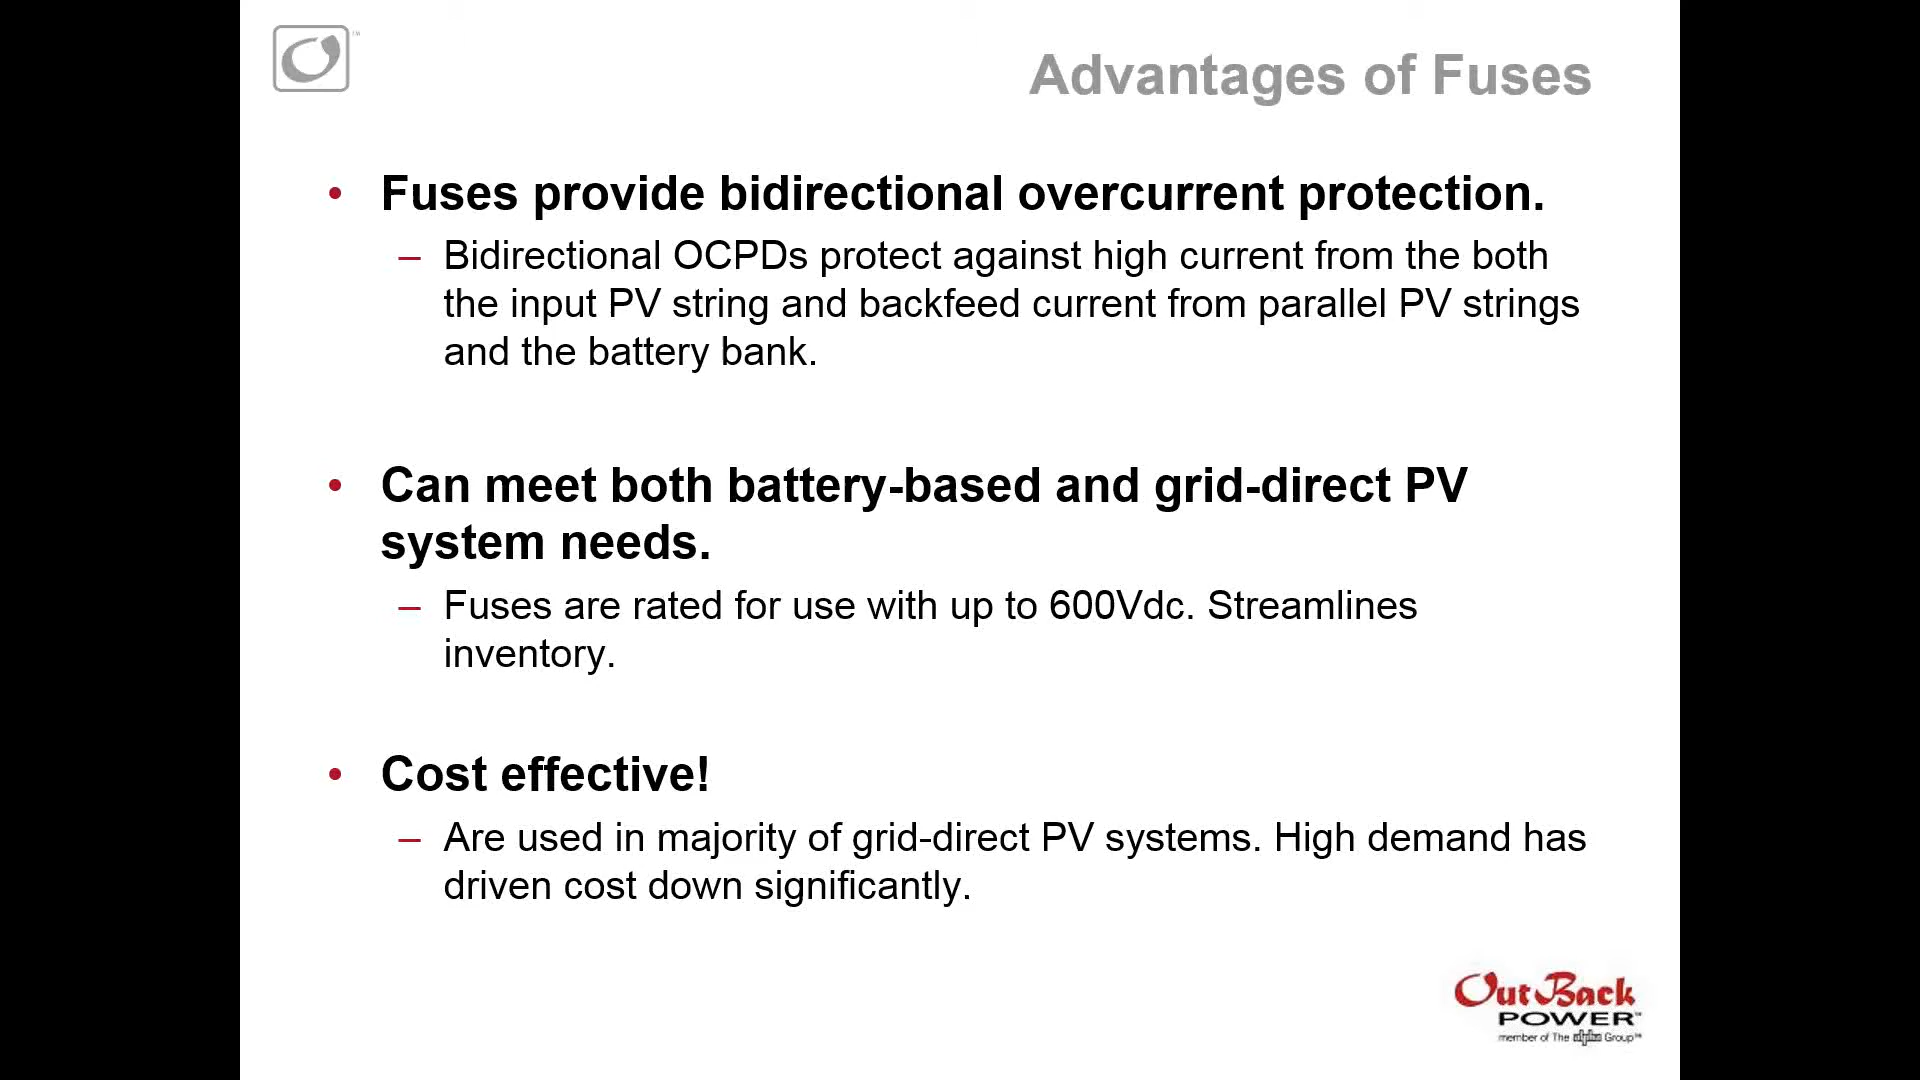 TM
Advantages of Fuses
• Fuses provide bidirectional overcurrent protection.
– Bidirectional OCPDs protect against high current from the both
the input PV string and backfeed current from parallel PV strings
and the battery bank.
• Can meet both battery-based and grid-direct PV
system needs.
– Fuses are rated for use with up to 600Vdc. Streamlines
inventory.
• Cost effective!
– Are used in majority of grid-direct PV systems. High demand has
driven cost down significantly.
OutBack
POWER™
member of The alpha Group™